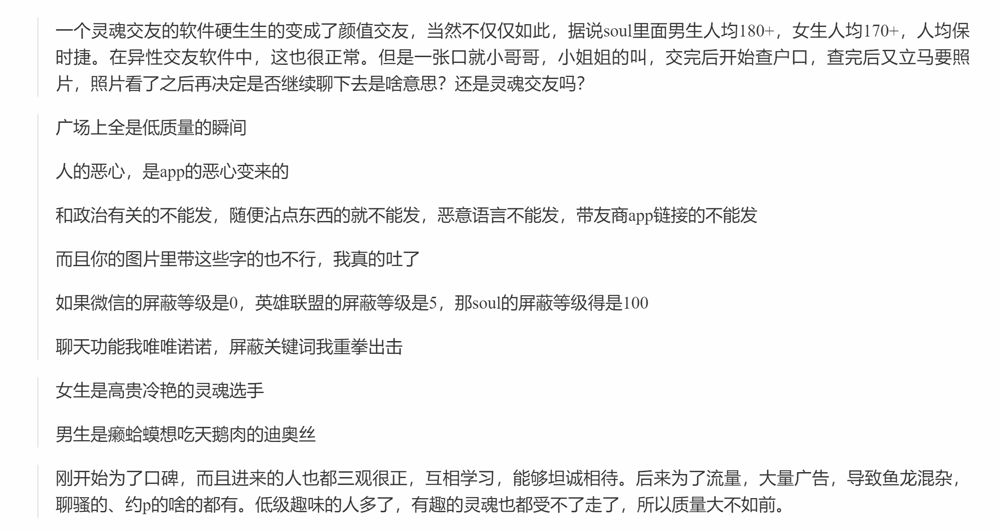 一个灵魂交友的软件硬生生的变成了颜值交友，当然不仅仅如此，据说soul里面男生人均180+，女生人均170+，人均保
时捷。在异性交友软件中，这也很正常。但是一张口就小哥哥，小姐姐的叫，交完后开始查户口，查完后又立马要照
片，照片看了之后再决定是否继续聊下去是啥意思？还是灵魂交友吗？
广场上全是低质量的瞬间
人的恶心，是app的恶心变来的
和政治有关的不能发，随便沾点东西的就不能发，恶意语言不能发，带友商app链接的不能发
而且你的图片里带这些字的也不行，我真的吐了
如果微信的屏蔽等级是0，英雄联盟的屏蔽等级是5，那soul的屏蔽等级得是100
聊天功能我唯唯诺诺，屏蔽关键词我重拳出击
女生是高贵冷艳的灵魂选手
男生是癞蛤蟆想吃天鹅肉的迪奥丝
刚开始为了口碑，而且进来的人也都三观很正，互相学习，能够坦诚相待。后来为了流量，大量广告，导致鱼龙混杂，
聊骚的、约p的啥的都有。低级趣味的人多了，有趣的灵魂也都受不了走了，所以质量大不如前。